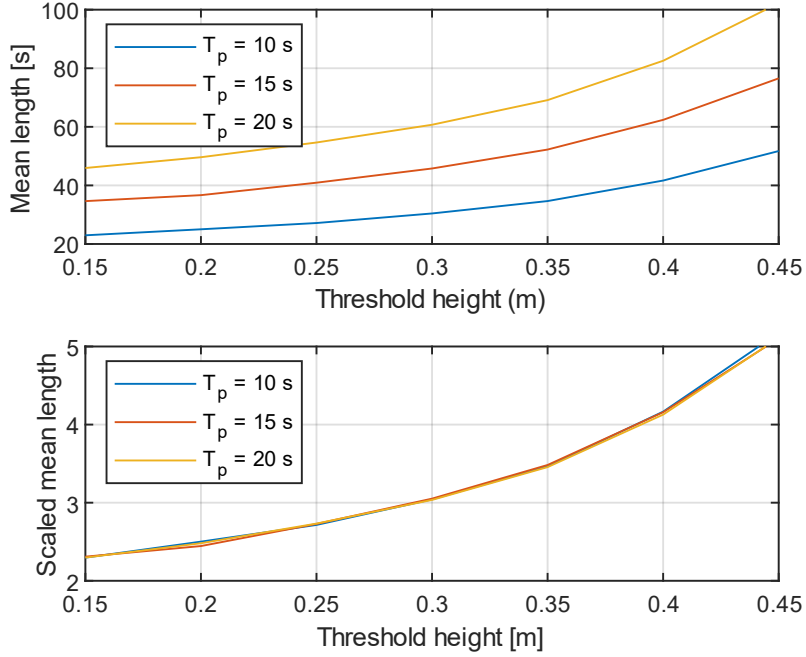 100
80
60
40
20
Mean length [s]
T_p = 10 s
T_p = 15 s
T_p = 20 s
0.15 0.2 0.25 0.3 0.35 0.4 0.45
Threshold height (m)
5
4
3
2
Scaled mean length
T_p = 10 s
T_p = 15 s
T_p = 20 s
0.15 0.2 0.25 0.3 0.35 0.4 0.45
Threshold height [m]